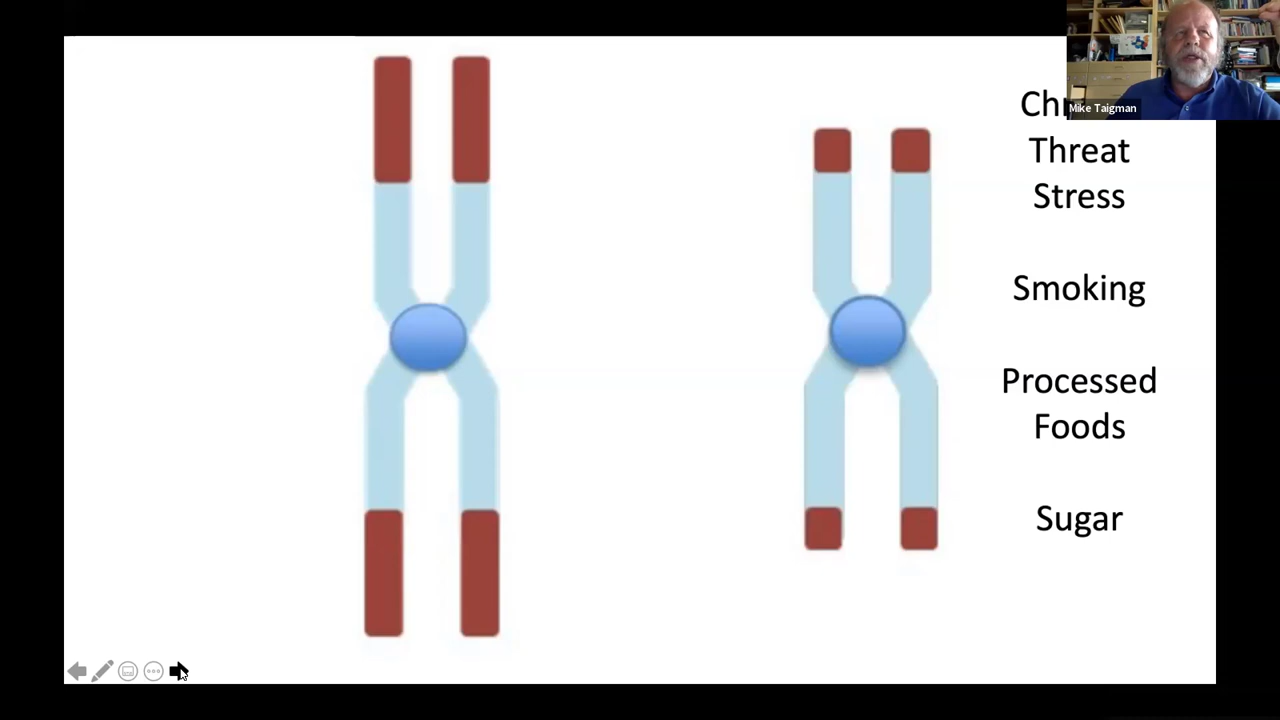 Mike Taigman
Threat
Stress
Smoking
Processed
Foods
Sugar